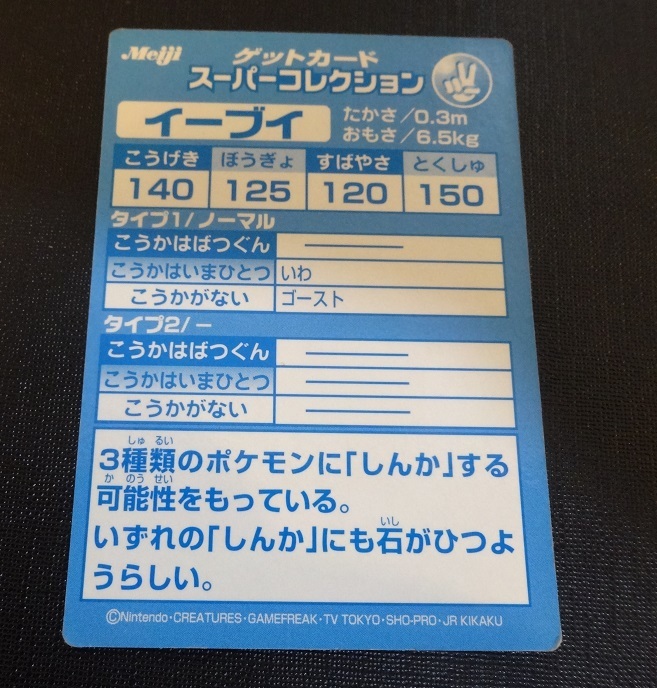 Meiji
ゲットカード
スーパーコレクション
イーブイ
たかさ/0.3m
おもさ/6.5kg
こうげき ぼうぎょ すばやさ とくしゅ
140 125 120 150
タイプ1/ノーマル
こうかはばつぐん ―
こうかはいまひとつ いわ
こうかがない ゴースト
タイプ2/ー
こうかはばつぐん ―
こうかはいまひとつ ―
こうかがない ―
しゅ るい
3種類のポケモンに「しんか」する
か のう せい
可能性をもっている。
いし
いずれの「しんか」にも石がひつよ
うらしい。
©Nintendo・CREATURES・GAMEFREAK・TV TOKYO・SHO-PRO・JR KIKAKU